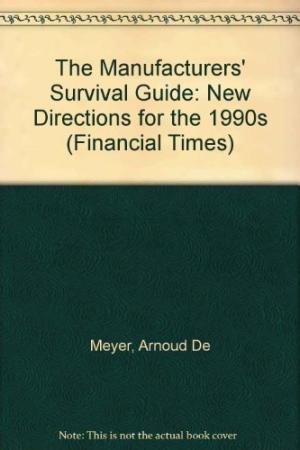 The Manufacturers'
Survival Guide: New
Directions for the 1990s
(Financial Times)
Meyer, Arnoud De
Note: This is not the actual book cover